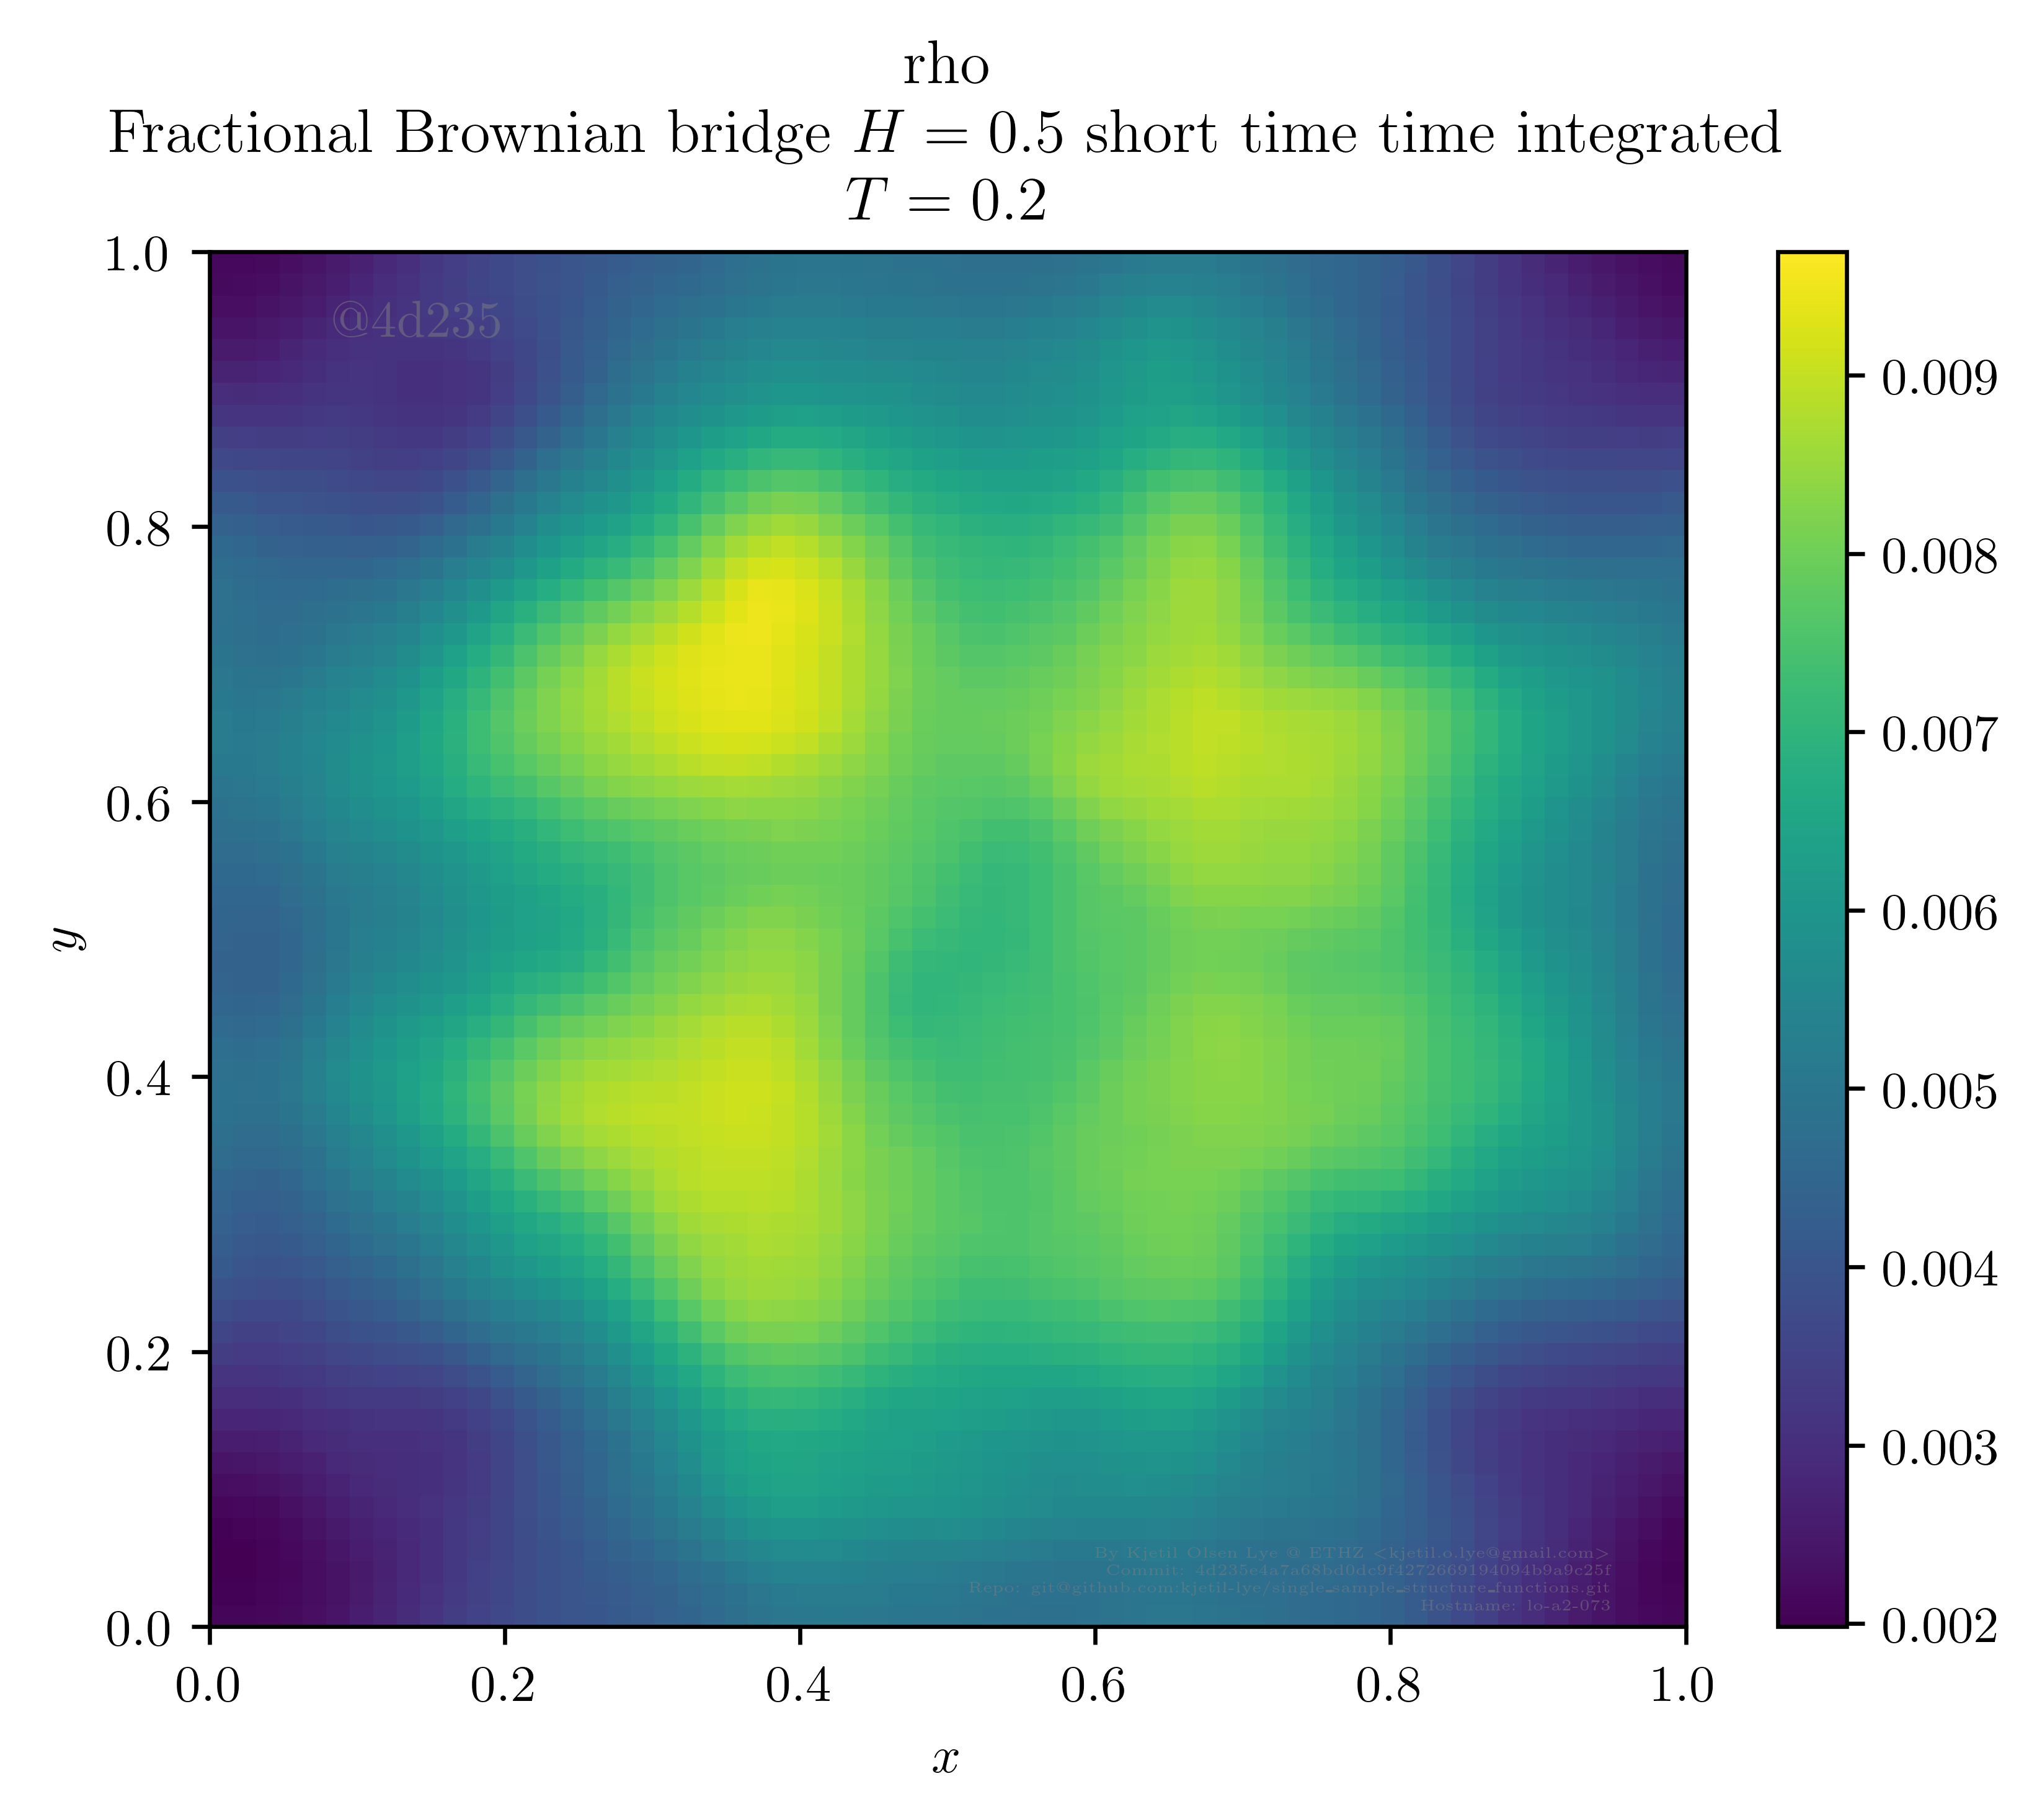 rho
Fractional Brownian bridge H = 0.5 short time time integrated
T = 0.2
1.0
0.8
0.6
0.4
0.2
0.0
y
@4d235
By Kjetil Olsen Lye @ ETHZ <kjetil.o.lye@gmail.com>
Commit: 4d235e4a7a68bd0dc9f4272669194094b9a9c25f
Repo: git@github.com:kjetil-lye/single_sample_structure_functions.git
Hostname: lo-a2-073
0.0 0.2 0.4 0.6 0.8 1.0
x
0.009
0.008
0.007
0.006
0.005
0.004
0.003
0.002